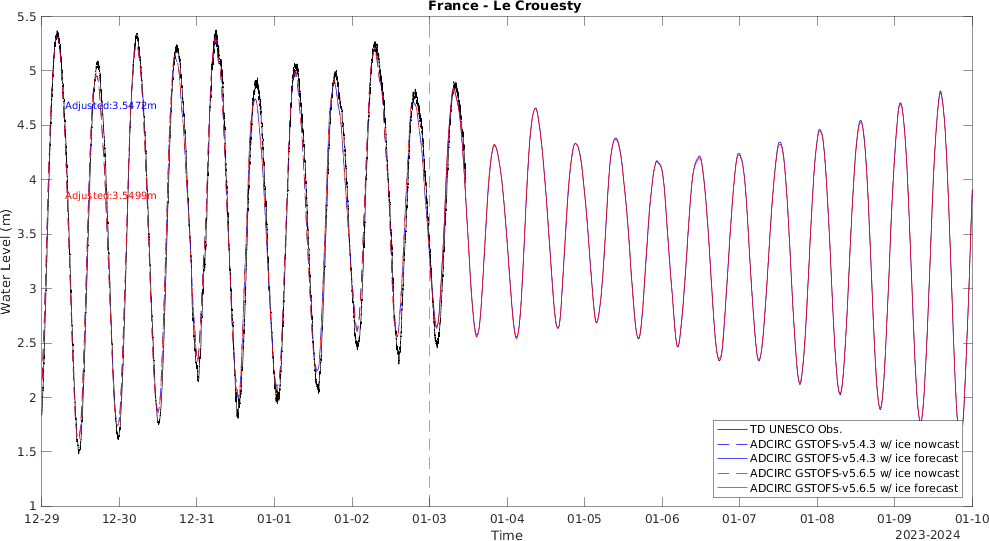 France - Le Crouesty
5.5
5
4.5
4
3.5
3
2.5
2
1.5
1
Water Level (m)
Adjusted:3.5472m
Adjusted:3.5499m
TD UNESCO Obs.
ADCIRC GSTOFS-v5.4.3 w/ ice nowcast
ADCIRC GSTOFS-v5.4.3 w/ ice forecast
ADCIRC GSTOFS-v5.6.5 w/ ice nowcast
ADCIRC GSTOFS-v5.6.5 w/ ice forecast
12-29 12-30 12-31 01-01 01-02 01-03 01-04 01-05 01-06 01-07 01-08 01-09 01-10
Time
2023-2024